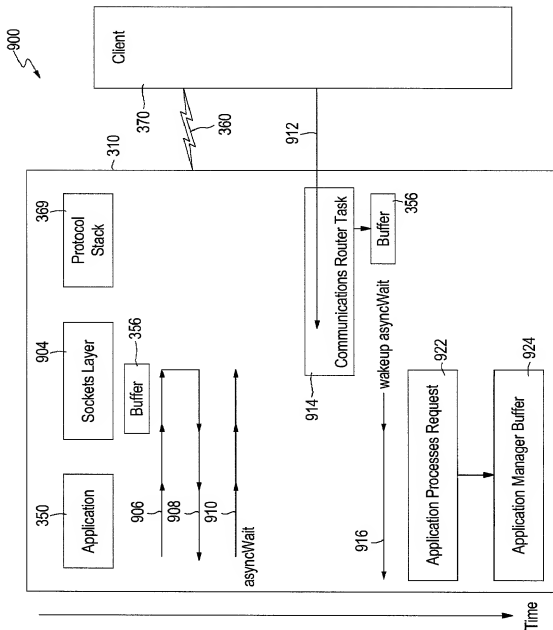 900
Client
370
360
912
310
369
Protocol
Stack
904
Sockets Layer
356
Buffer
350
Application
906
908
910
asyncWait
914
Communications Router Task
356
Buffer
wakeup asyncWait
916
922
Application Processes Request
924
Application Manager Buffer
Time